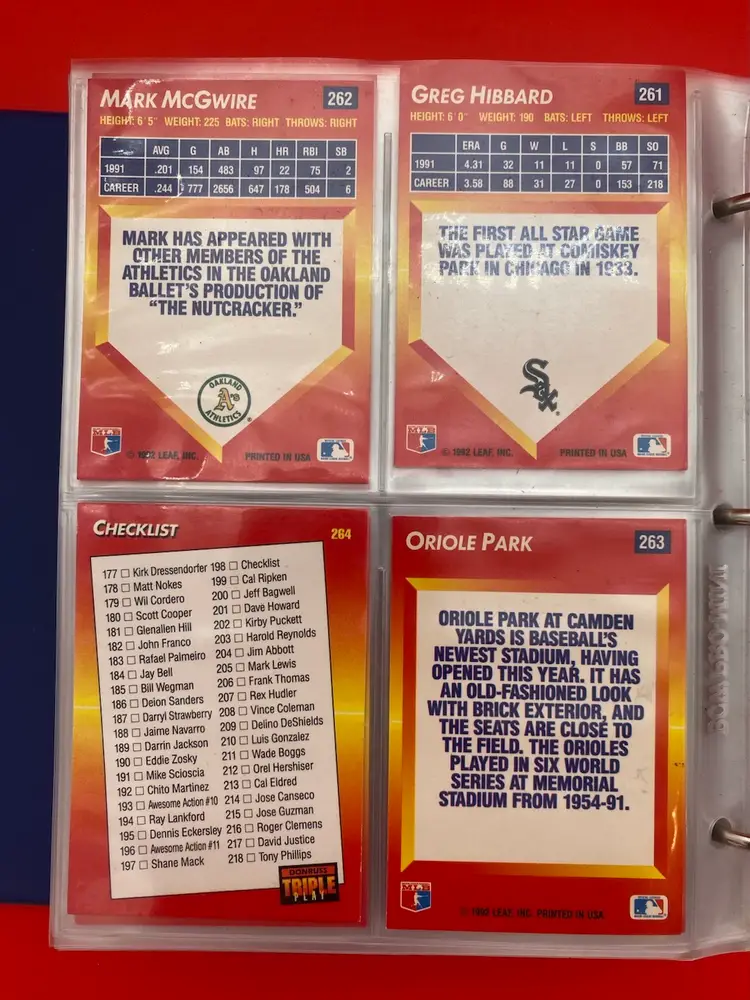 MARK MCGWIRE 262
HEIGHT: 6' 5" WEIGHT: 225 BATS: RIGHT THROWS: RIGHT
AVG G AB H HR RBI SB
1991 .201 154 483 97 22 75 2
CAREER .244 777 2656 647 178 504 6
MARK HAS APPEARED WITH
OTHER MEMBERS OF THE
ATHLETICS IN THE OAKLAND
BALLET'S PRODUCTION OF
"THE NUTCRACKER."
OAKLAND
A's
ATHLETICS
MLB
© 1992 LEAF, INC. PRINTED IN USA
GREG HIBBARD 261
HEIGHT: 6' 0" WEIGHT: 190 BATS: LEFT THROWS: LEFT
ERA G W L S BB SO
1991 4.31 32 11 11 0 57 71
CAREER 3.58 88 31 27 0 153 218
THE FIRST ALL STAR GAME
WAS PLAYED AT COMISKEY
PARK IN CHICAGO IN 1933.
Sox
MLB
© 1992 LEAF, INC. PRINTED IN USA
CHECKLIST 264
177 Kirk Dressendorfer 198 Checklist
178 Matt Nokes 199 Cal Ripken
179 Wil Cordero 200 Jeff Bagwell
180 Scott Cooper 201 Dave Howard
181 Glenallen Hill 202 Kirby Puckett
182 John Franco 203 Harold Reynolds
183 Rafael Palmeiro 204 Jim Abbott
184 Jay Bell 205 Mark Lewis
185 Bill Wegman 206 Frank Thomas
186 Deion Sanders 207 Rex Hudler
187 Darryl Strawberry 208 Vince Coleman
188 Jaime Navarro 209 Delino DeShields
189 Darrin Jackson 210 Luis Gonzalez
190 Eddie Zosky 211 Wade Boggs
191 Mike Scioscia 212 Orel Hershiser
192 Chito Martinez 213 Cal Eldred
193 Awesome Action #10 214 Jose Canseco
194 Ray Lankford 215 Jose Guzman
195 Dennis Eckersley 216 Roger Clemens
196 Awesome Action #11 217 David Justice
197 Shane Mack 218 Tony Phillips
DONRUSS
TRIPLE
PLAY
ORIOLE PARK 263
ORIOLE PARK AT CAMDEN
YARDS IS BASEBALL'S
NEWEST STADIUM, HAVING
OPENED THIS YEAR. IT HAS
AN OLD-FASHIONED LOOK
WITH BRICK EXTERIOR, AND
THE SEATS ARE CLOSE TO
THE FIELD. THE ORIOLES
PLAYED IN SIX WORLD
SERIES AT MEMORIAL
STADIUM FROM 1954-91.
MLB
© 1992 LEAF, INC. PRINTED IN USA